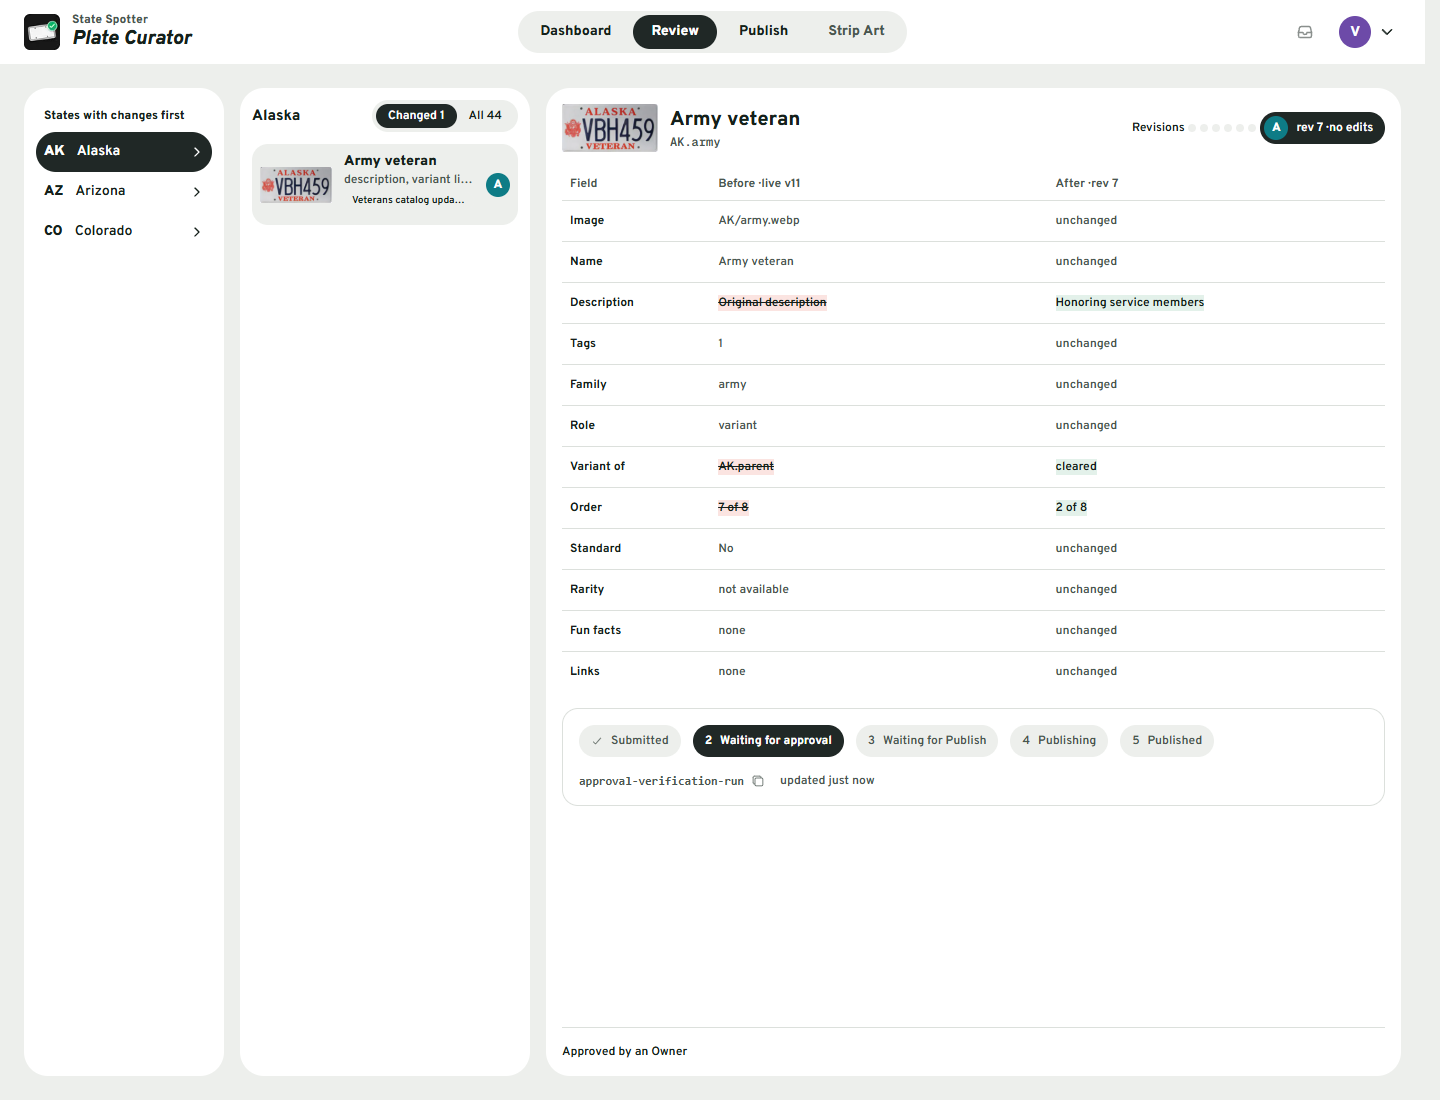 State Spotter
Plate Curator
Dashboard
Review
Publish
Strip Art
V
States with changes first
AK Alaska
AZ Arizona
CO Colorado
Alaska
Changed 1
All 44
ALASKA
VBH459
VETERAN
Army veteran
description, variant li...
Veterans catalog upda...
A
ALASKA
VBH459
VETERAN
Army veteran
AK.army
Revisions
A rev 7 ·no edits
Field Before ·live v11 After ·rev 7
Image AK/army.webp unchanged
Name Army veteran unchanged
Description Original description Honoring service members
Tags 1 unchanged
Family army unchanged
Role variant unchanged
Variant of AK.parent cleared
Order 7 of 8 2 of 8
Standard No unchanged
Rarity not available unchanged
Fun facts none unchanged
Links none unchanged
Submitted
2 Waiting for approval
3 Waiting for Publish
4 Publishing
5 Published
approval-verification-run updated just now
Approved by an Owner